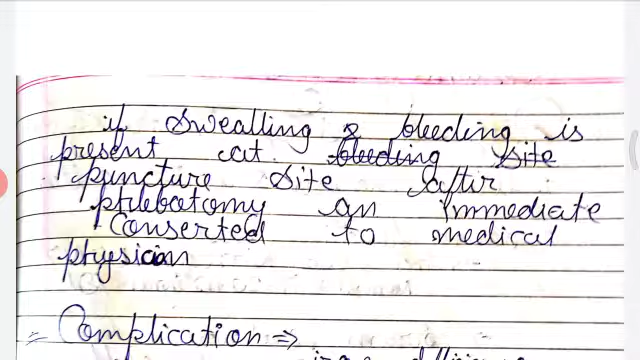 if Swealling & bleeding is
present at bleeding site
puncture site after
phlebotomy an immediate
Conserted to medical
physician
= Complication ⇒